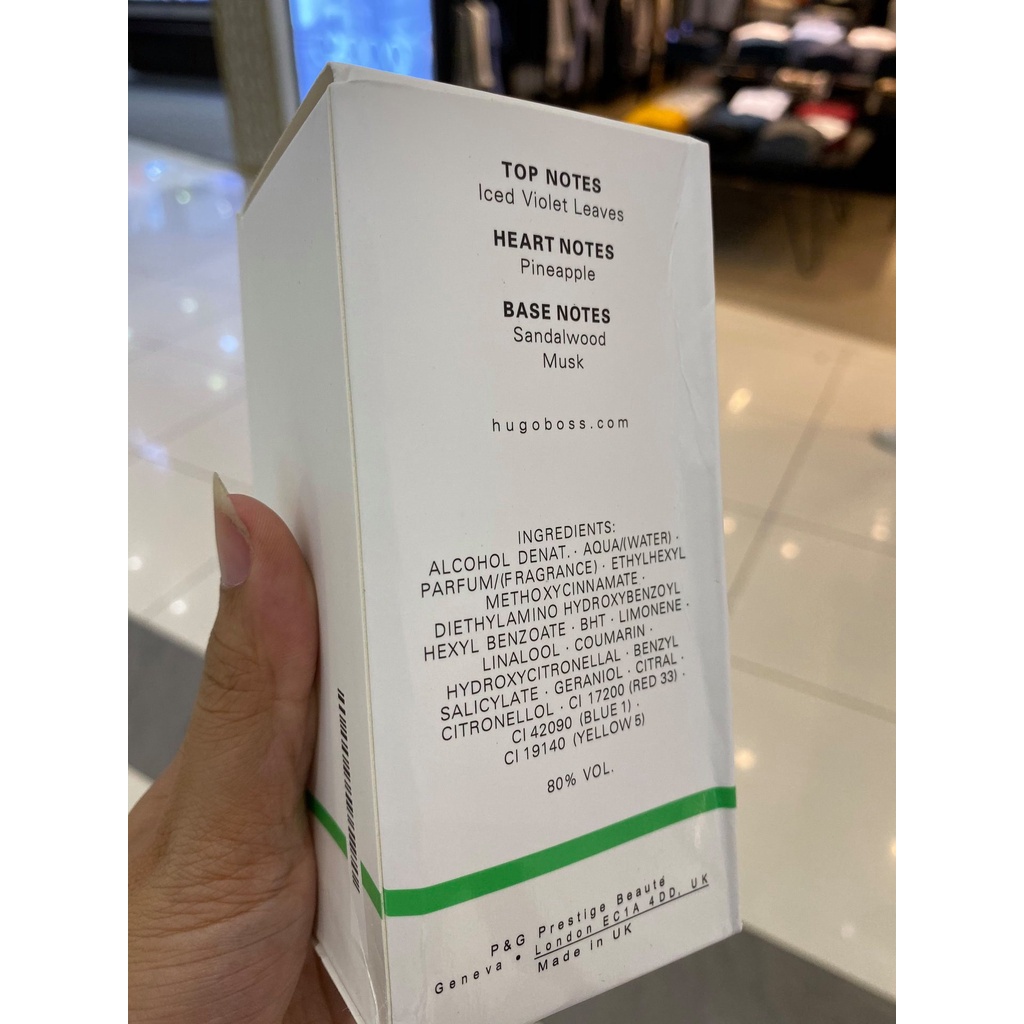 TOP NOTES
Iced Violet Leaves
HEART NOTES
Pineapple
BASE NOTES
Sandalwood
Musk
hugoboss.com
INGREDIENTS:
ALCOHOL DENAT. · AQUA/(WATER) ·
PARFUM/(FRAGRANCE) · ETHYLHEXYL
METHOXYCINNAMATE ·
DIETHYLAMINO HYDROXYBENZOYL
HEXYL BENZOATE · BHT · LIMONENE ·
LINALOOL · COUMARIN ·
HYDROXYCITRONELLAL · BENZYL
SALICYLATE · GERANIOL · CITRAL ·
CITRONELLOL · CI 17200 (RED 33) ·
CI 42090 (BLUE 1) ·
CI 19140 (YELLOW 5)
80% VOL.
P&G Prestige Beauté
Geneva • London EC1A 4DD, UK
Made in UK